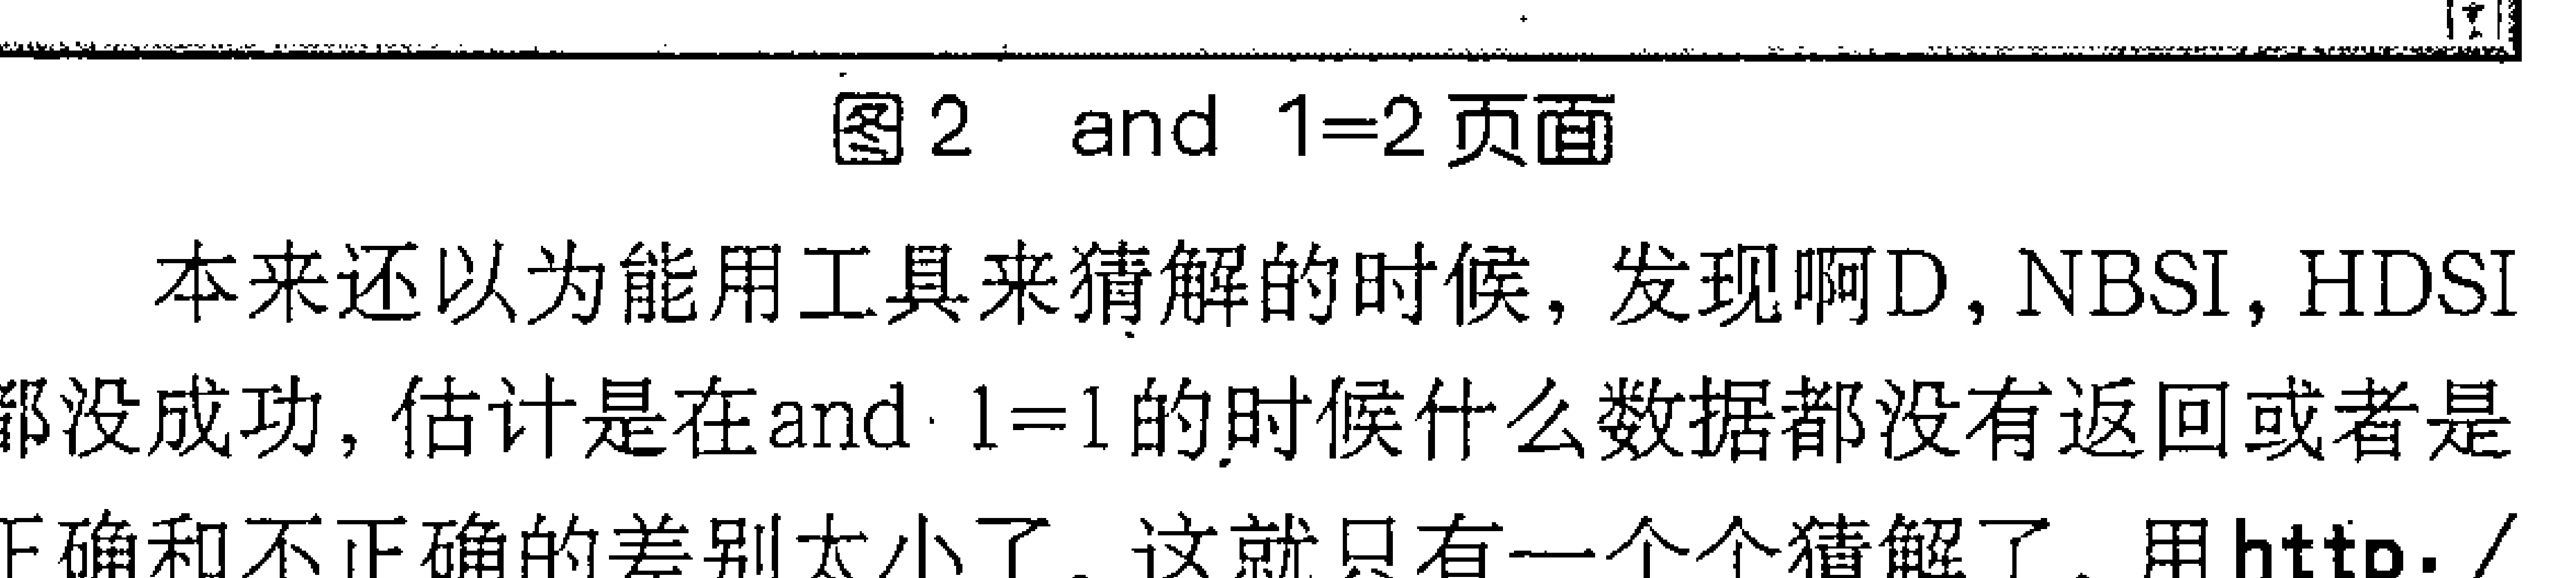 图2 and 1=2页面
本来还以为能用工具来猜解的时候,发现啊D,NBSI,HDSI
都没成功,估计是在and 1=1的时候什么数据都没有返回或者是
正确和不正确的差别太小了,这就只有一个个猜解了,用http:/